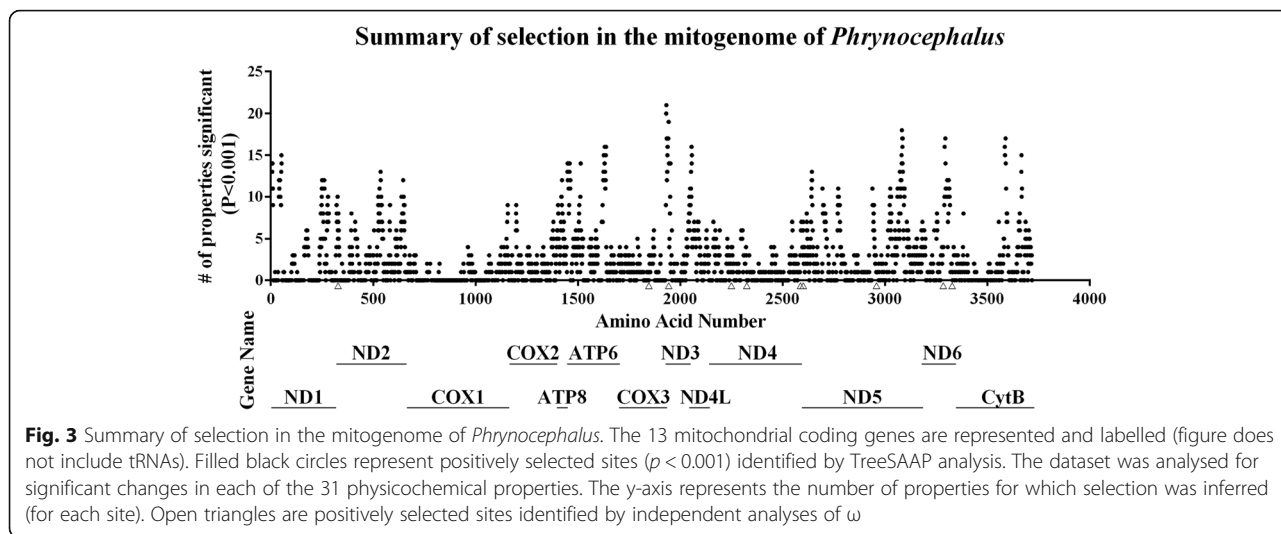 Summary of selection in the mitogenome of Phrynocephalus
# of properties significant
(P<0.001)
25
20
15
10
5
0
0 500 1000 1500 2000 2500 3000 3500 4000
Amino Acid Number
Gene Name
ND2 COX2 ATP6 ND3 ND4 ND6
ND1 COX1 ATP8 COX3 ND4L ND5 CytB
Fig. 3 Summary of selection in the mitogenome of Phrynocephalus. The 13 mitochondrial coding genes are represented and labelled (figure does
not include tRNAs). Filled black circles represent positively selected sites (p < 0.001) identified by TreeSAAP analysis. The dataset was analysed for
significant changes in each of the 31 physicochemical properties. The y-axis represents the number of properties for which selection was inferred
(for each site). Open triangles are positively selected sites identified by independent analyses of ω